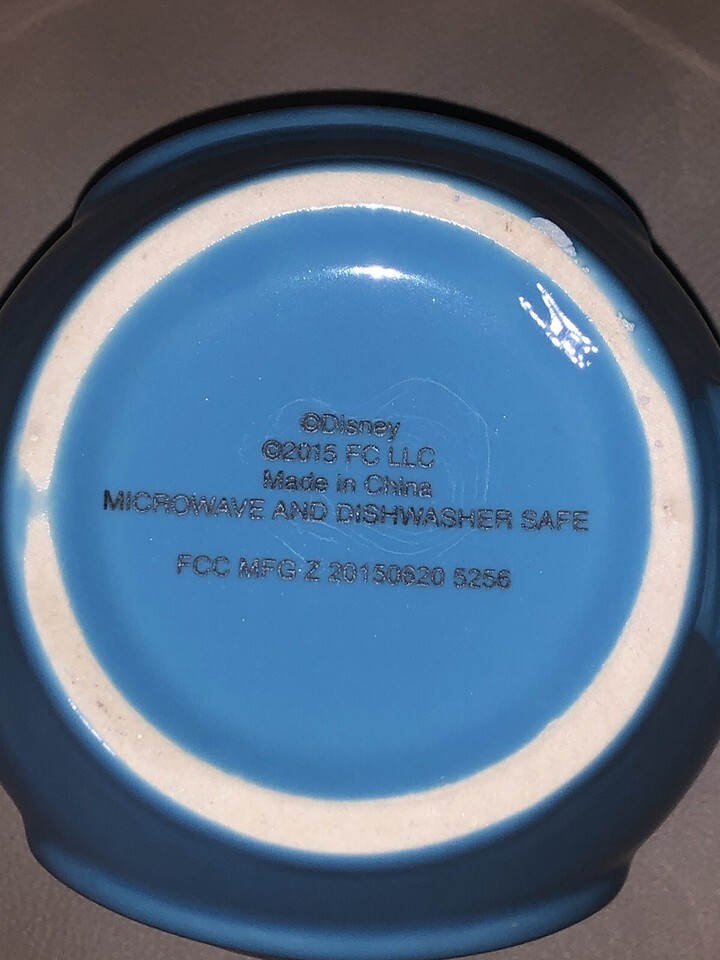 ©Disney
©2015 FC LLC
Made in China
MICROWAVE AND DISHWASHER SAFE
FCC MFG Z 20150620 5256